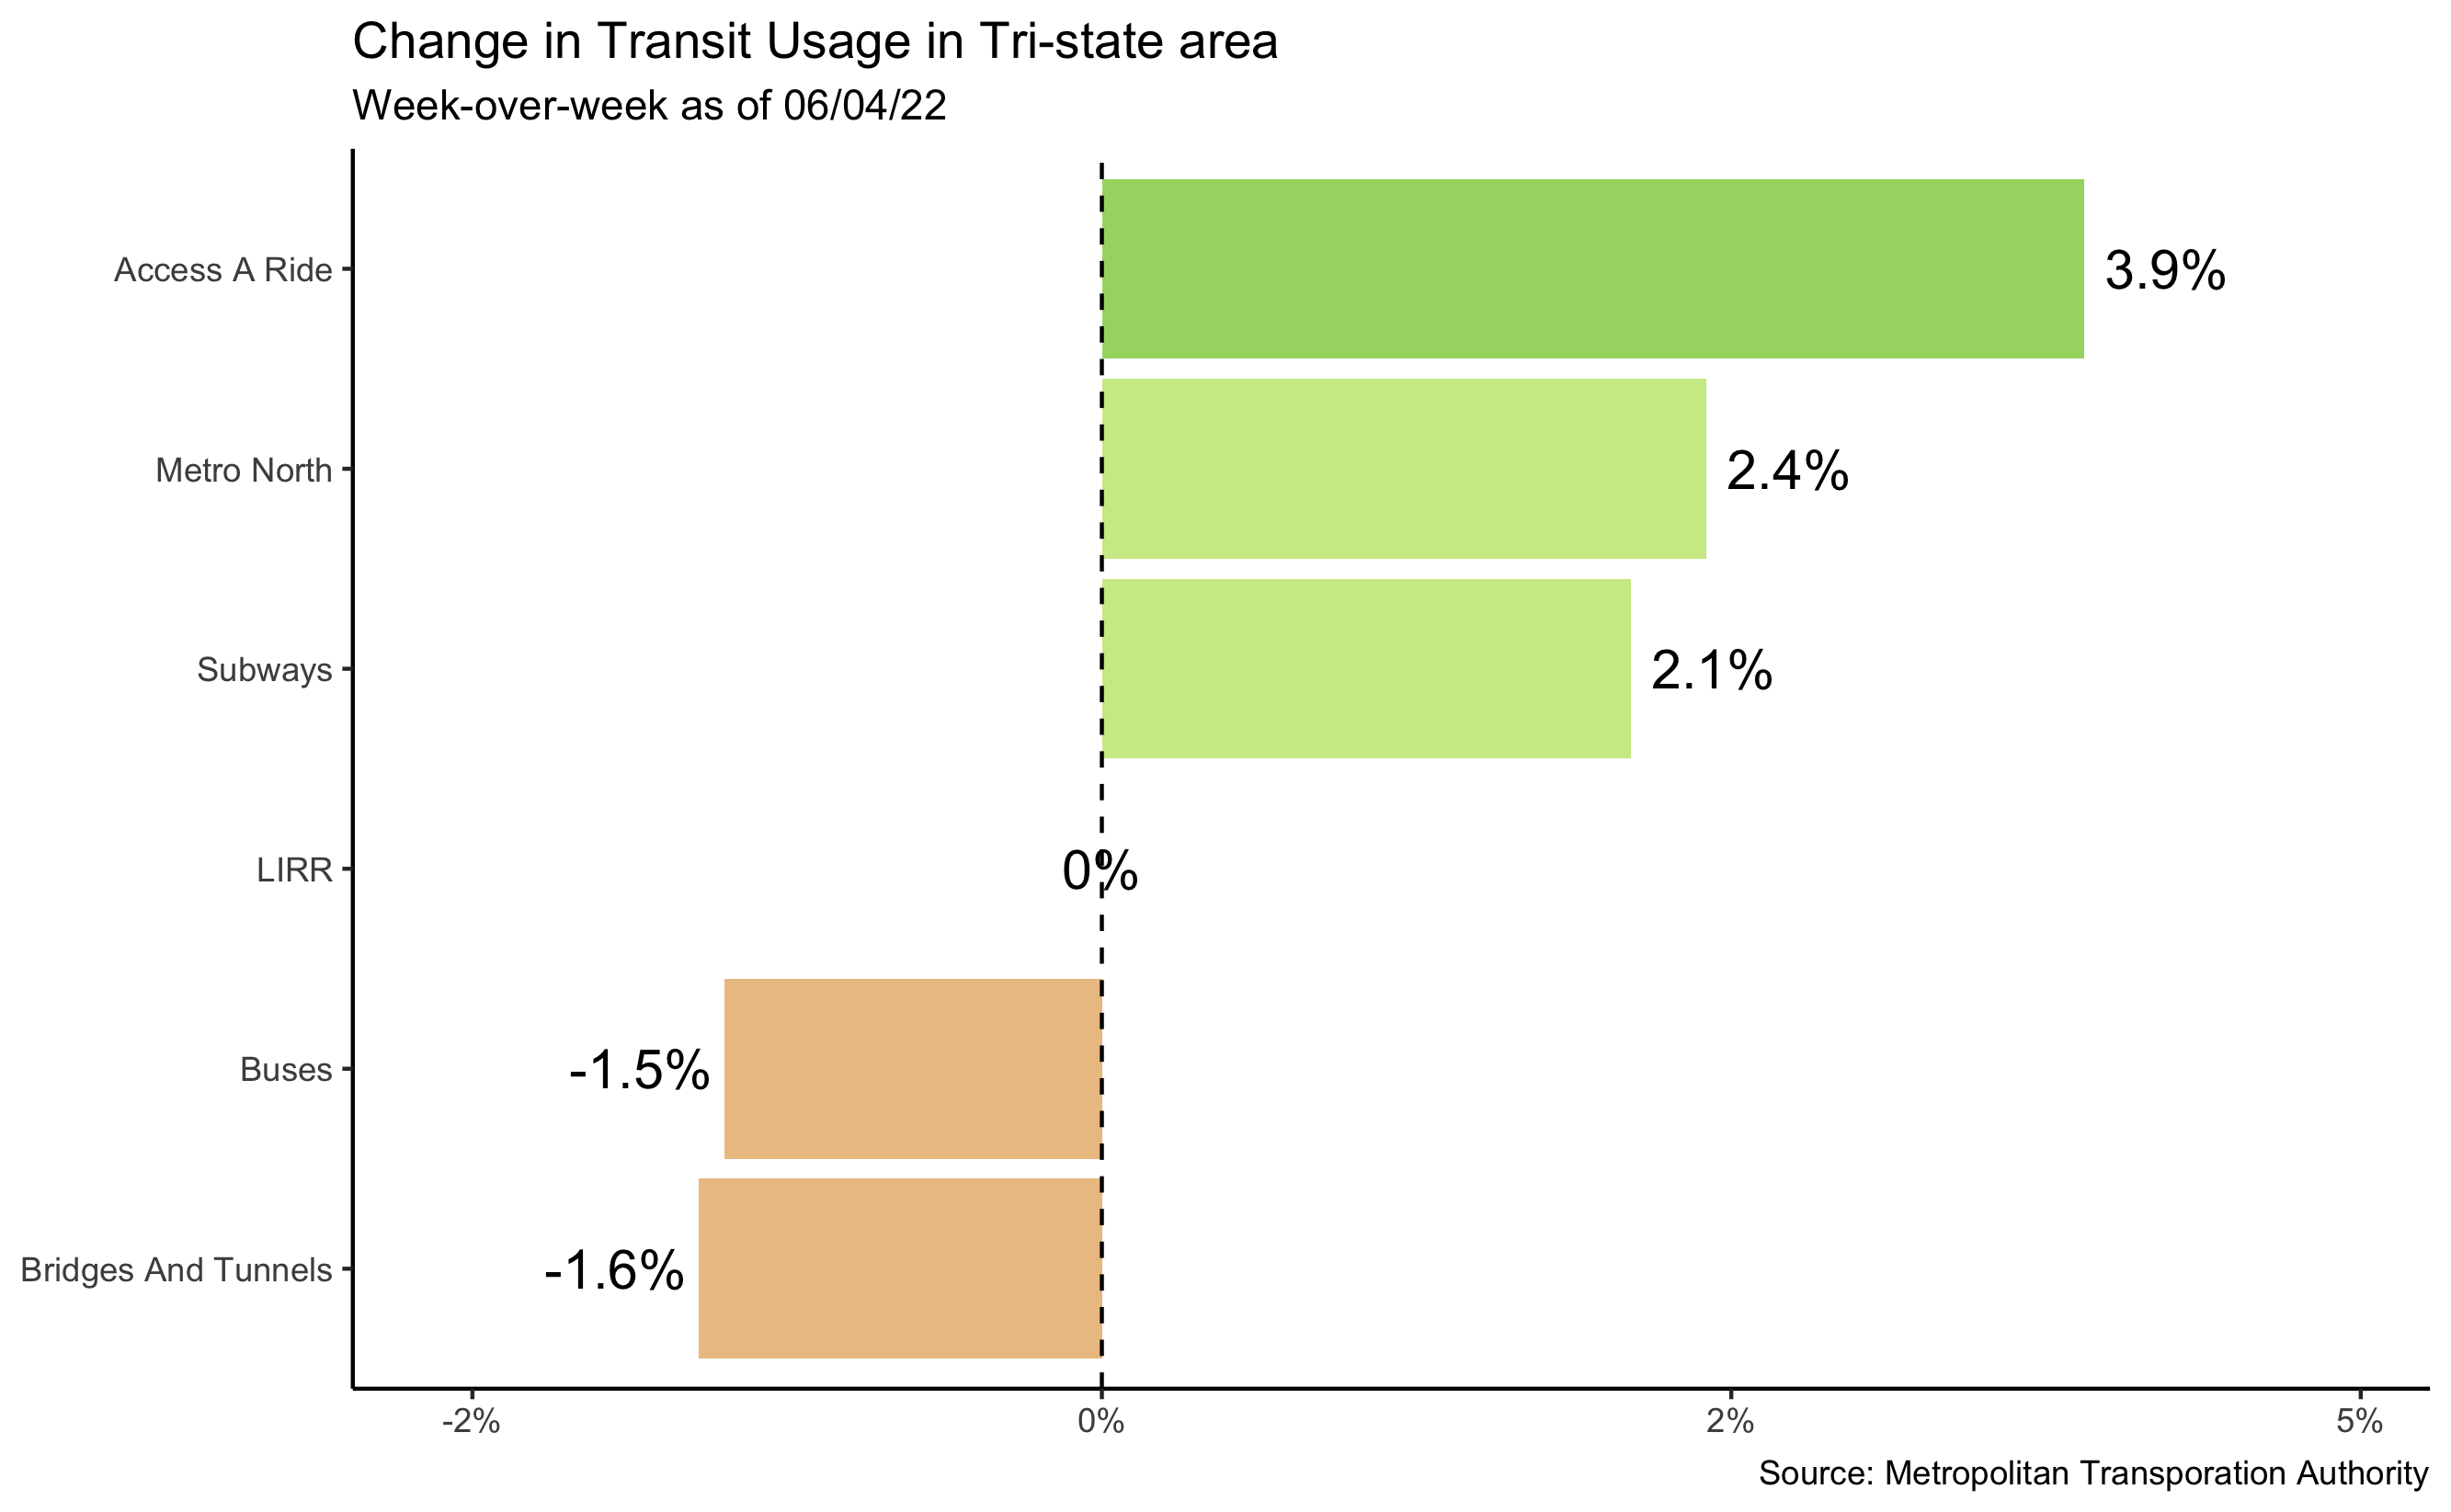 Change in Transit Usage in Tri-state area
Week-over-week as of 06/04/22
Access A Ride
3.9%
Metro North
2.4%
Subways
2.1%
LIRR
0%
Buses
-1.5%
Bridges And Tunnels
-1.6%
-2% 0% 2% 5%
Source: Metropolitan Transporation Authority